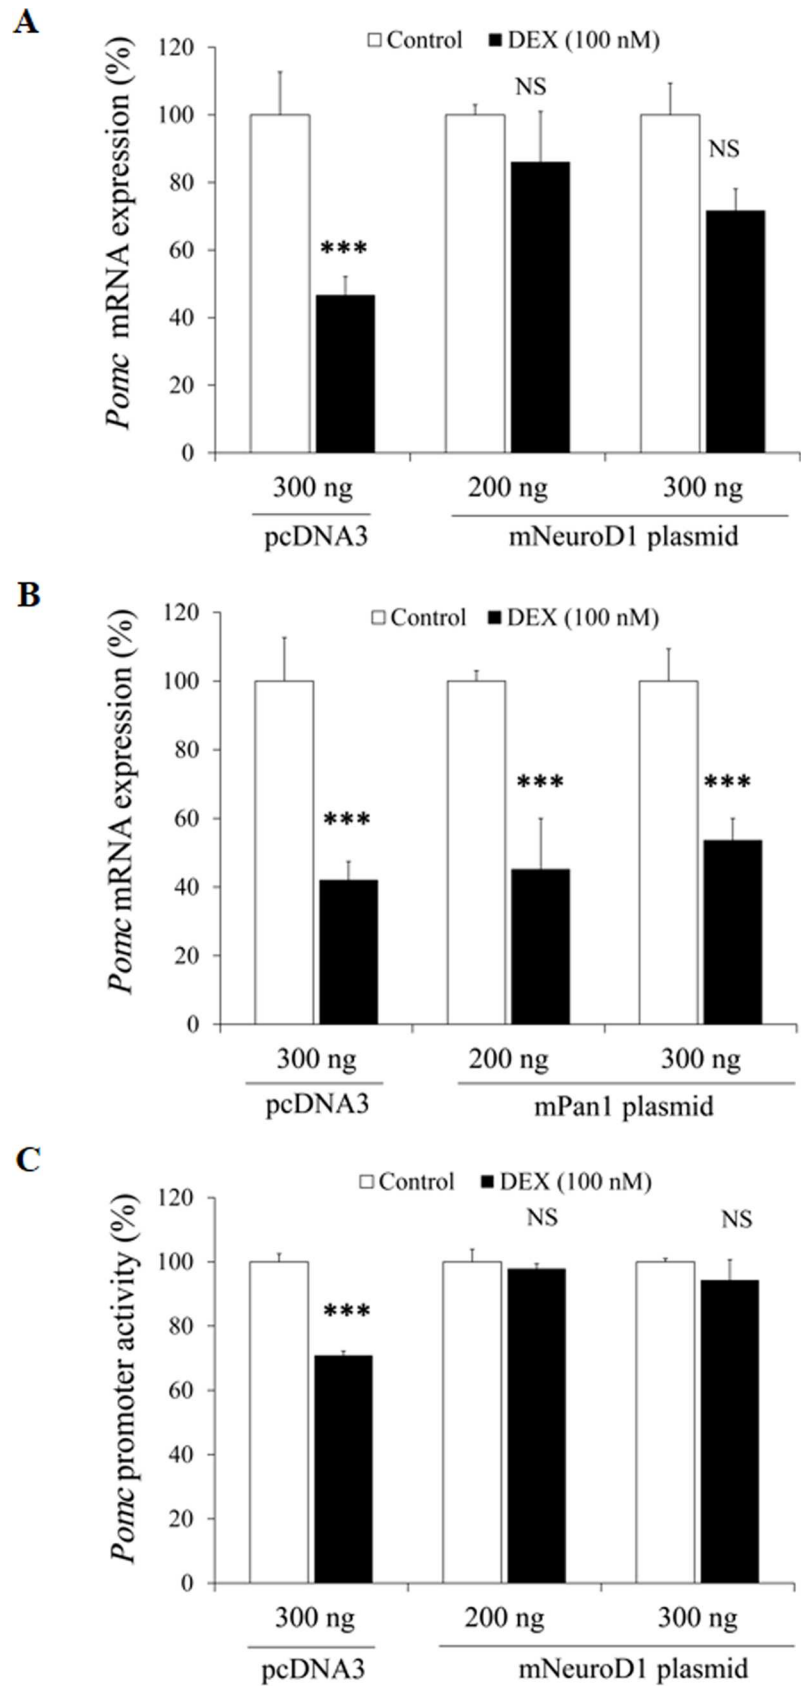 A
Pomc mRNA expression (%)
□ Control ■ DEX (100 nM)
120
100
80
60
40
20
0
***
NS
NS
300 ng
200 ng
300 ng
pcDNA3
mNeuroD1 plasmid
B
Pomc mRNA expression (%)
□ Control ■ DEX (100 nM)
120
100
80
60
40
20
0
***
***
***
300 ng
200 ng
300 ng
pcDNA3
mPan1 plasmid
C
Pomc promoter activity (%)
□ Control ■ DEX (100 nM)
120
100
80
60
40
20
0
***
NS
NS
300 ng
200 ng
300 ng
pcDNA3
mNeuroD1 plasmid